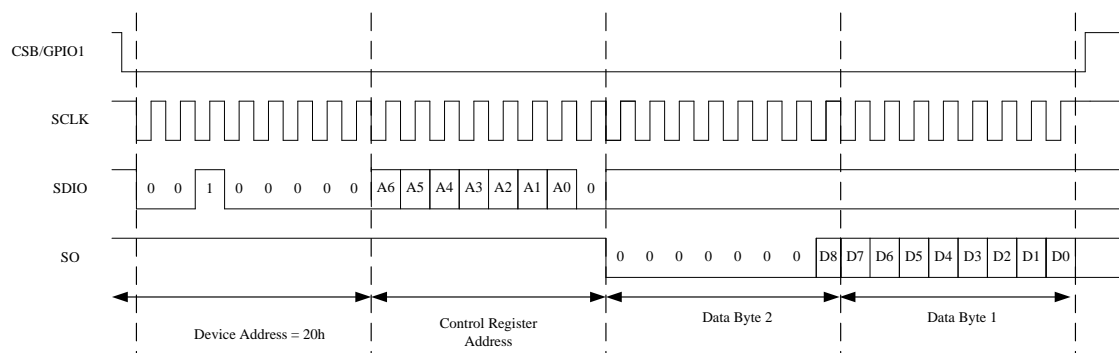 CSB/GPIO1
SCLK
SDIO 0 0 1 0 0 0 0 0 A6 A5 A4 A3 A2 A1 A0 0
SO 0 0 0 0 0 0 0 D8 D7 D6 D5 D4 D3 D2 D1 D0
Device Address = 20h
Control Register
Address
Data Byte 2
Data Byte 1